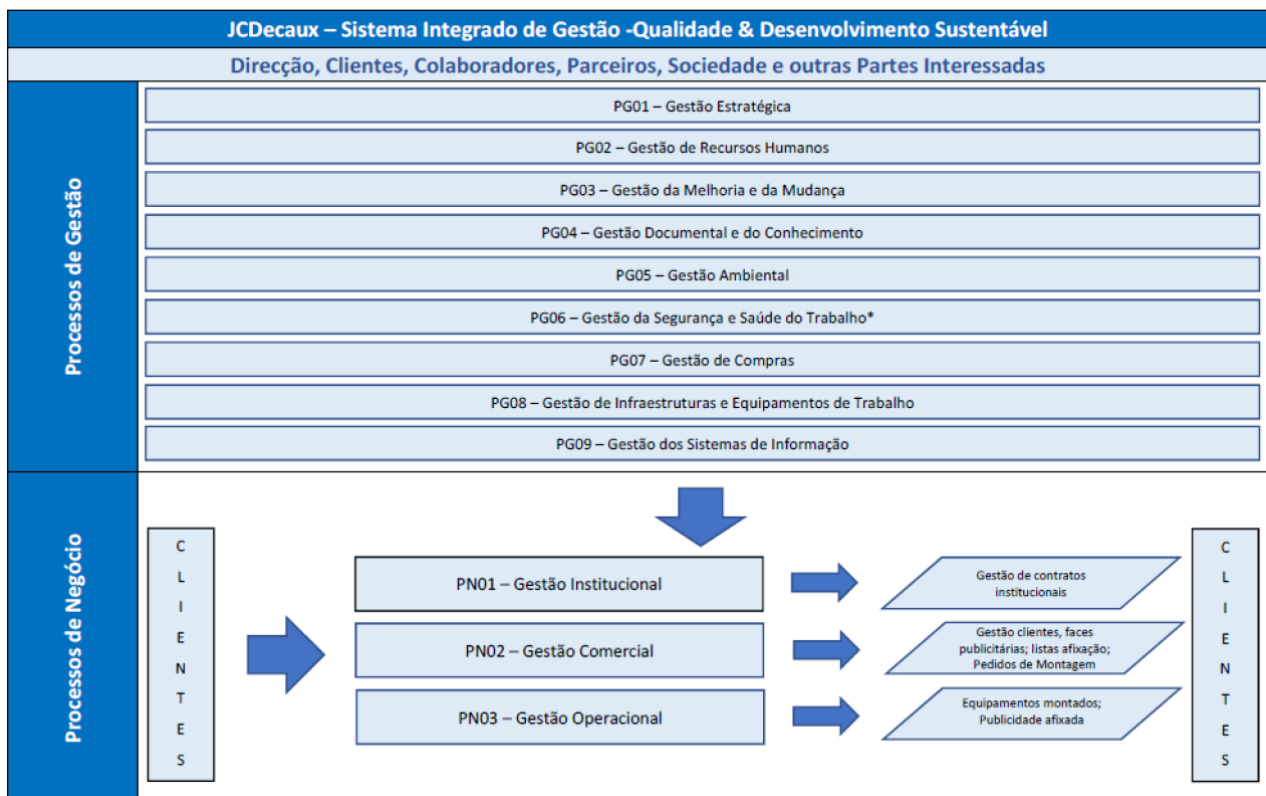 JCDecaux – Sistema Integrado de Gestão -Qualidade & Desenvolvimento Sustentável
Direcção, Clientes, Colaboradores, Parceiros, Sociedade e outras Partes Interessadas
Processos de Gestão
PG01 – Gestão Estratégica
PG02 – Gestão de Recursos Humanos
PG03 – Gestão da Melhoria e da Mudança
PG04 – Gestão Documental e do Conhecimento
PG05 – Gestão Ambiental
PG06 – Gestão da Segurança e Saúde do Trabalho*
PG07 – Gestão de Compras
PG08 – Gestão de Infraestruturas e Equipamentos de Trabalho
PG09 – Gestão dos Sistemas de Informação
Processos de Negócio
CLIENTES
PN01 – Gestão Institucional
Gestão de contratos
institucionais
PN02 – Gestão Comercial
Gestão clientes, faces
publicitárias; listas afixação;
Pedidos de Montagem
PN03 – Gestão Operacional
Equipamentos montados;
Publicidade afixada
CLIENTES